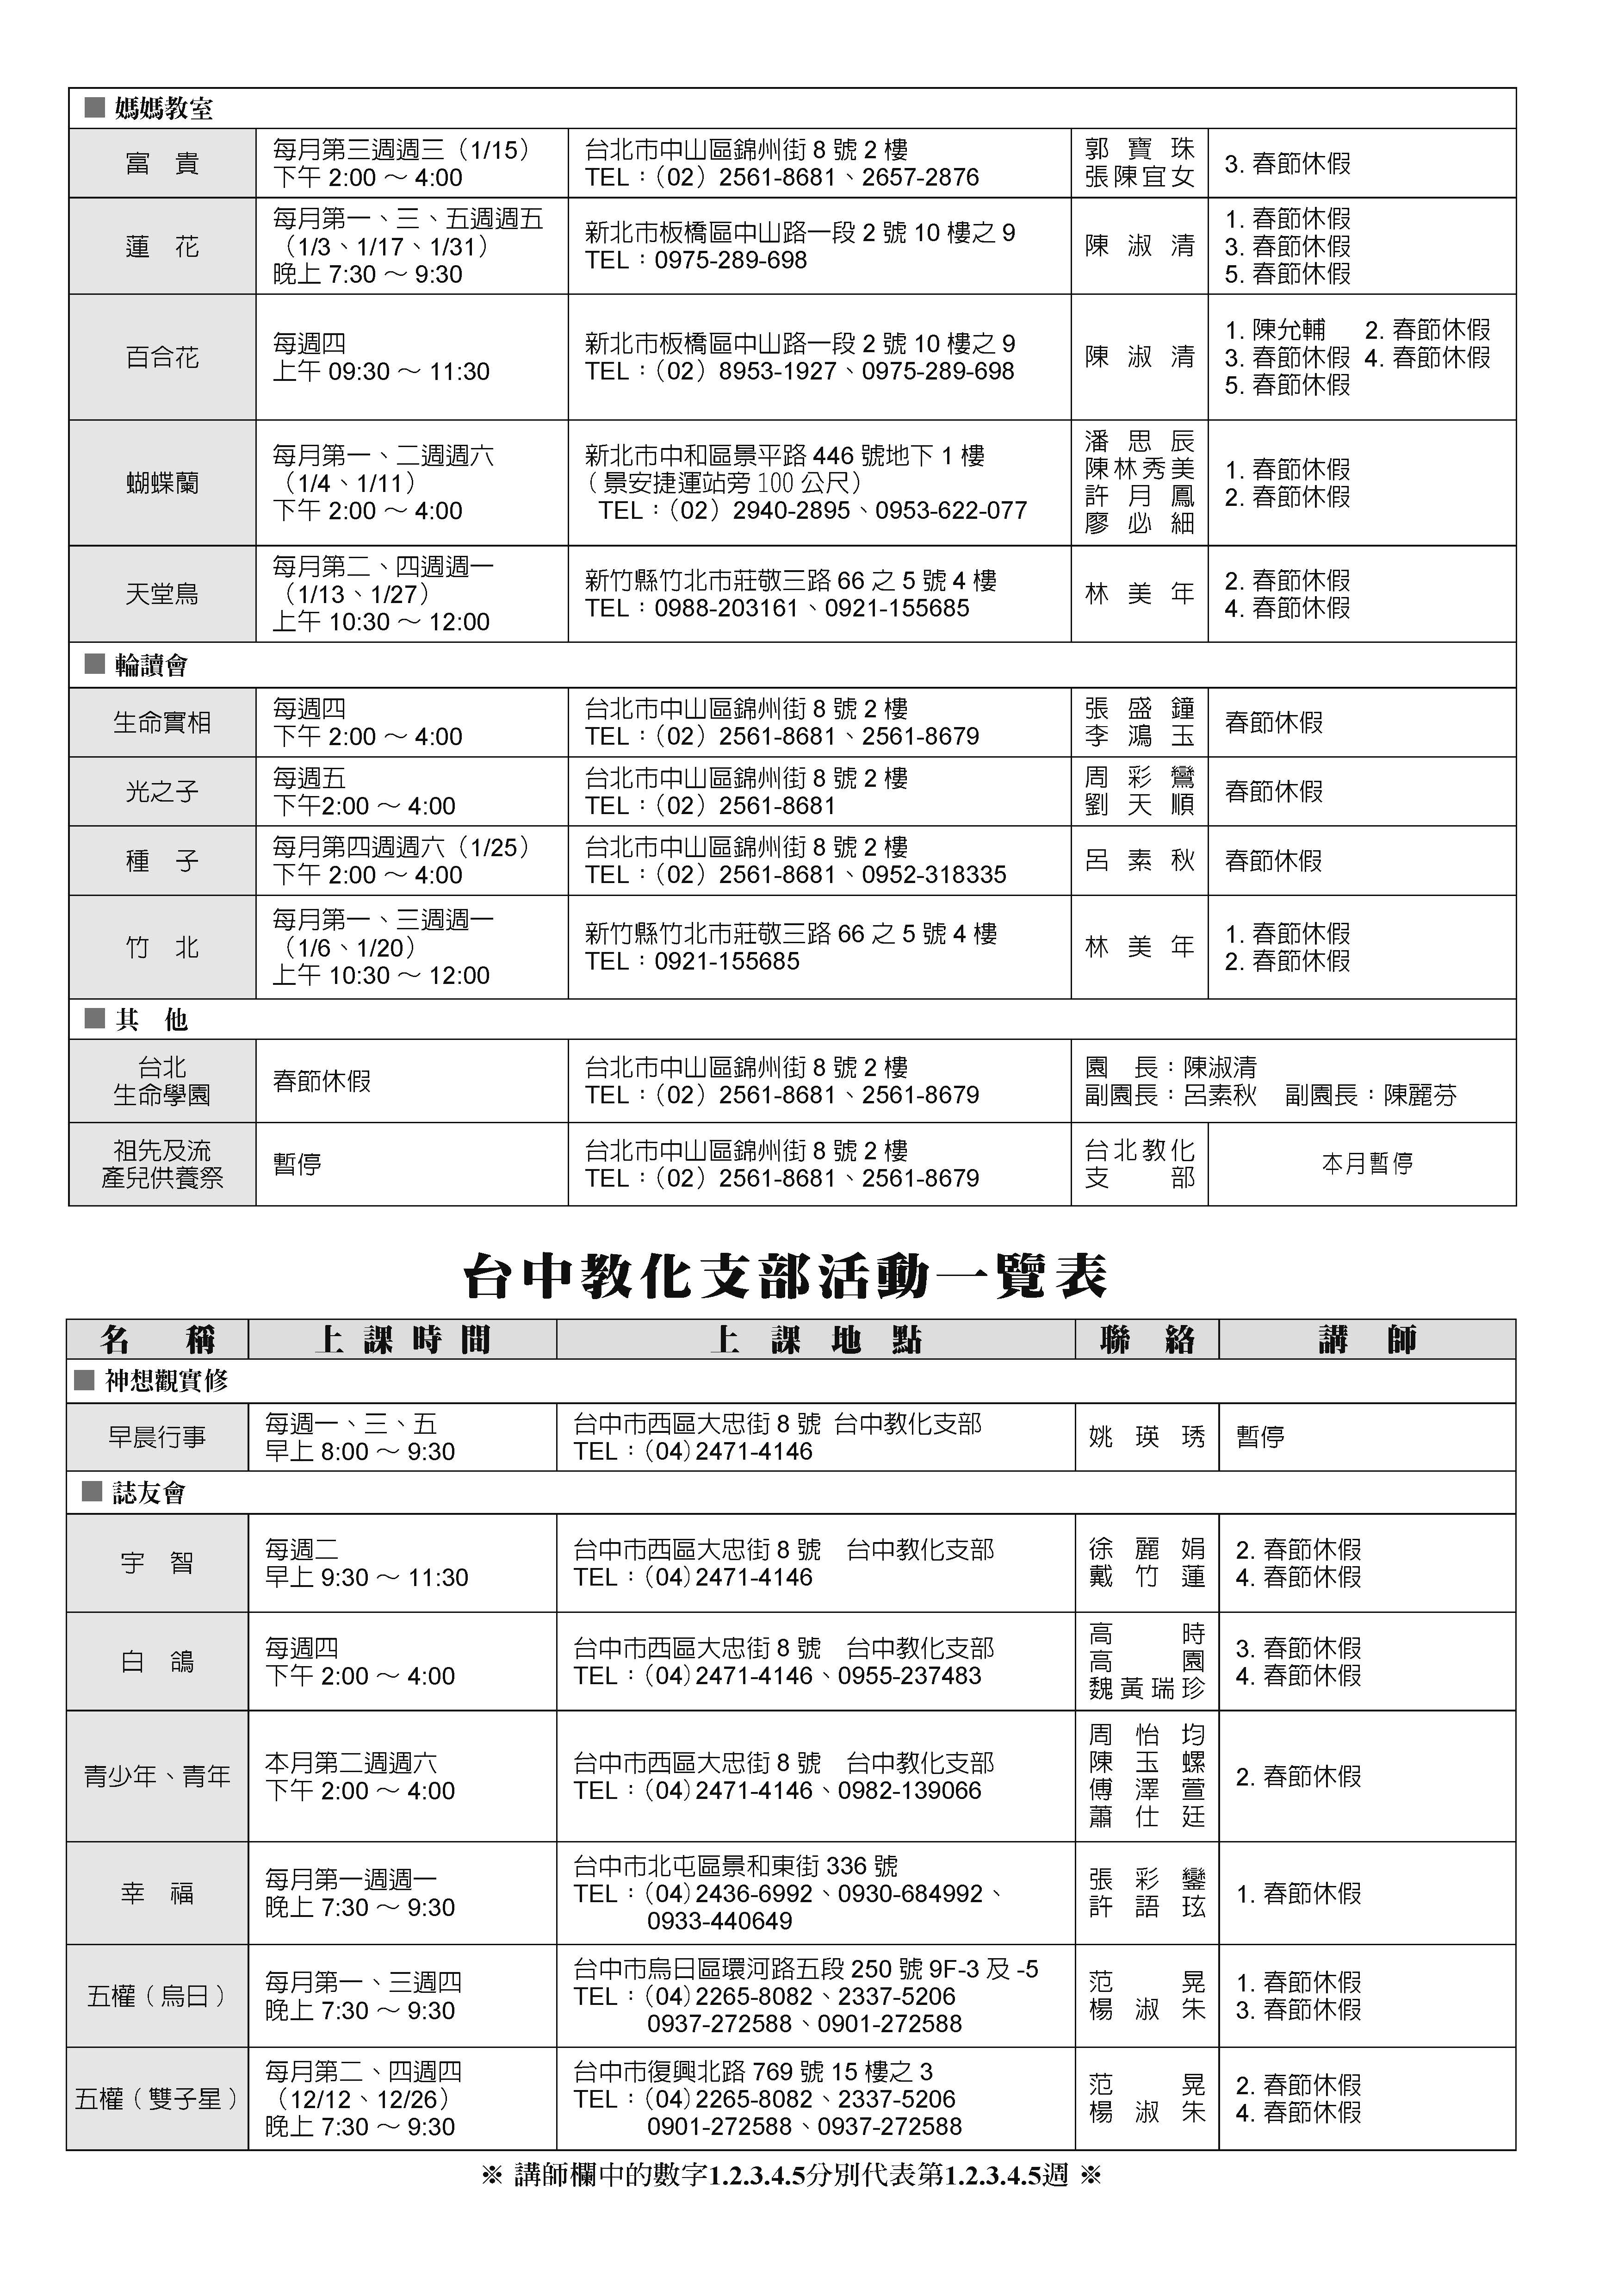 ■ 媽媽教室
富　貴
每月第三週週三（1/15）
下午 2:00 ～ 4:00
台北市中山區錦州街 8 號 2 樓
TEL：（02）2561-8681、2657-2876
郭寶珠
張陳宜女
3. 春節休假
蓮　花
每月第一、三、五週週五
（1/3、1/17、1/31）
晚上 7:30 ～ 9:30
新北市板橋區中山路一段 2 號 10 樓之 9
TEL：0975-289-698
陳淑清
1. 春節休假
3. 春節休假
5. 春節休假
百合花
每週四
上午 09:30 ～ 11:30
新北市板橋區中山路一段 2 號 10 樓之 9
TEL：（02）8953-1927、0975-289-698
陳淑清
1. 陳允輔　2. 春節休假
3. 春節休假 4. 春節休假
5. 春節休假
蝴蝶蘭
每月第一、二週週六
（1/4、1/11）
下午 2:00 ～ 4:00
新北市中和區景平路 446 號地下 1 樓
（景安捷運站旁 100 公尺）
TEL：（02）2940-2895、0953-622-077
潘思辰
陳林秀美
許月鳳
廖必細
1. 春節休假
2. 春節休假
天堂鳥
每月第二、四週週一
（1/13、1/27）
上午 10:30 ～ 12:00
新竹縣竹北市莊敬三路 66 之 5 號 4 樓
TEL：0988-203161、0921-155685
林美年
2. 春節休假
4. 春節休假
■ 輪讀會
生命實相
每週四
下午 2:00 ～ 4:00
台北市中山區錦州街 8 號 2 樓
TEL：（02）2561-8681、2561-8679
張盛鐘
李鴻玉
春節休假
光之子
每週五
下午2:00 ～ 4:00
台北市中山區錦州街 8 號 2 樓
TEL：（02）2561-8681
周彩鸞
劉天順
春節休假
種　子
每月第四週週六（1/25）
下午 2:00 ～ 4:00
台北市中山區錦州街 8 號 2 樓
TEL：（02）2561-8681、0952-318335
呂素秋
春節休假
竹　北
每月第一、三週週一
（1/6、1/20）
上午 10:30 ～ 12:00
新竹縣竹北市莊敬三路 66 之 5 號 4 樓
TEL：0921-155685
林美年
1. 春節休假
2. 春節休假
■ 其　他
台北
生命學園
春節休假
台北市中山區錦州街 8 號 2 樓
TEL：（02）2561-8681、2561-8679
園　長：陳淑清
副園長：呂素秋　副園長：陳麗芬
祖先及流
產兒供養祭
暫停
台北市中山區錦州街 8 號 2 樓
TEL：（02）2561-8681、2561-8679
台北教化
支部
本月暫停
台中教化支部活動一覽表
名稱　上課時間　上課地點　聯絡　講師
■ 神想觀實修
早晨行事
每週一、三、五
早上 8:00 ～ 9:30
台中市西區大忠街 8 號 台中教化支部
TEL：（04）2471-4146
姚瑛琇
暫停
■ 誌友會
宇　智
每週二
早上 9:30 ～ 11:30
台中市西區大忠街 8 號　台中教化支部
TEL：（04）2471-4146
徐麗娟
戴竹蓮
2. 春節休假
4. 春節休假
白　鴿
每週四
下午 2:00 ～ 4:00
台中市西區大忠街 8 號　台中教化支部
TEL：（04）2471-4146、0955-237483
高時
高園
魏黃瑞珍
3. 春節休假
4. 春節休假
青少年、青年
本月第二週週六
下午 2:00 ～ 4:00
台中市西區大忠街 8 號　台中教化支部
TEL：（04）2471-4146、0982-139066
周怡均
陳玉螺
傅澤萱
蕭仕廷
2. 春節休假
幸　福
每月第一週週一
晚上 7:30 ～ 9:30
台中市北屯區景和東街 336 號
TEL：（04）2436-6992、0930-684992、
0933-440649
張彩鑾
許語玹
1. 春節休假
五權（烏日）
每月第一、三週四
晚上 7:30 ～ 9:30
台中市烏日區環河路五段 250 號 9F-3 及 -5
TEL：（04）2265-8082、2337-5206
0937-272588、0901-272588
范晃
楊淑朱
1. 春節休假
3. 春節休假
五權（雙子星）
每月第二、四週四
（12/12、12/26）
晚上 7:30 ～ 9:30
台中市復興北路 769 號 15 樓之 3
TEL：（04）2265-8082、2337-5206
0901-272588、0937-272588
范晃
楊淑朱
2. 春節休假
4. 春節休假
※ 講師欄中的數字1.2.3.4.5分別代表第1.2.3.4.5週 ※